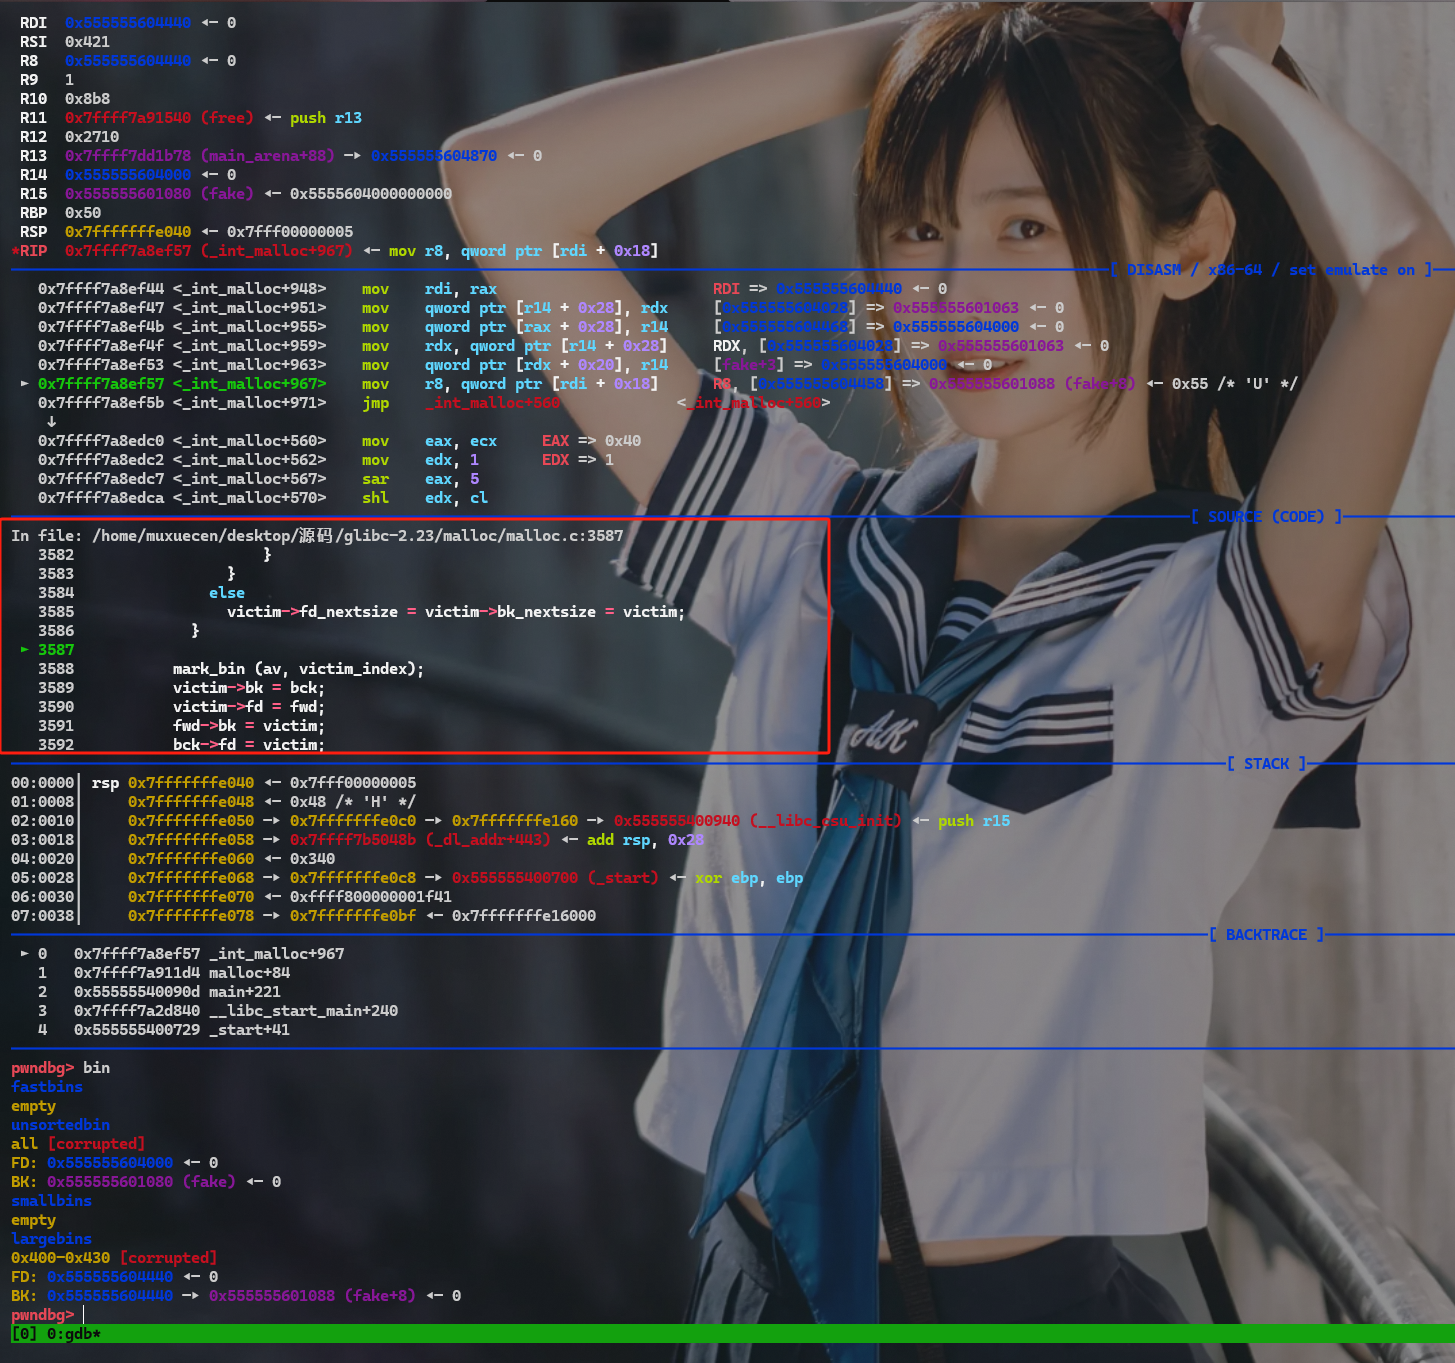 RDI  0x555555604440 ◂— 0
RSI  0x421
R8   0x555555604440 ◂— 0
R9   1
R10  0x8b8
R11  0x7ffff7a91540 (free) ◂— push r13
R12  0x2710
R13  0x7ffff7dd1b78 (main_arena+88) —▸ 0x555555604870 ◂— 0
R14  0x555555604000 ◂— 0
R15  0x555555601080 (fake) ◂— 0x5555604000000000
RBP  0x50
RSP  0x7fffffffe040 ◂— 0x7fff00000005
*RIP  0x7ffff7a8ef57 (_int_malloc+967) ◂— mov r8, qword ptr [rdi + 0x18]
[ DISASM / x86-64 / set emulate on ]
0x7ffff7a8ef44 <_int_malloc+948>    mov    rdi, rax    RDI => 0x555555604440 ◂— 0
0x7ffff7a8ef47 <_int_malloc+951>    mov    qword ptr [r14 + 0x28], rdx    [0x555555604028] => 0x555555601063 ◂— 0
0x7ffff7a8ef4b <_int_malloc+955>    mov    qword ptr [rax + 0x28], r14    [0x555555604468] => 0x555555604000 ◂— 0
0x7ffff7a8ef4f <_int_malloc+959>    mov    rdx, qword ptr [r14 + 0x28]    RDX, [0x555555604028] => 0x555555601063 ◂— 0
0x7ffff7a8ef53 <_int_malloc+963>    mov    qword ptr [rdx + 0x20], r14    [fake+3] => 0x555555604000 ◂— 0
► 0x7ffff7a8ef57 <_int_malloc+967>    mov    r8, qword ptr [rdi + 0x18]    R8, [0x555555604458] => 0x555555601088 (fake+8) ◂— 0x55 /* 'U' */
0x7ffff7a8ef5b <_int_malloc+971>    jmp    _int_malloc+560    <_int_malloc+560>
↓
0x7ffff7a8edc0 <_int_malloc+560>    mov    eax, ecx    EAX => 0x40
0x7ffff7a8edc2 <_int_malloc+562>    mov    edx, 1    EDX => 1
0x7ffff7a8edc7 <_int_malloc+567>    sar    eax, 5
0x7ffff7a8edca <_int_malloc+570>    shl    edx, cl
[ SOURCE (CODE) ]
In file: /home/muxuecen/desktop/源码/glibc-2.23/malloc/malloc.c:3587
3582                     }
3583                 }
3584               else
3585                 victim->fd_nextsize = victim->bk_nextsize = victim;
3586             }
► 3587
3588           mark_bin (av, victim_index);
3589           victim->bk = bck;
3590           victim->fd = fwd;
3591           fwd->bk = victim;
3592           bck->fd = victim;
[ STACK ]
00:0000│ rsp 0x7fffffffe040 ◂— 0x7fff00000005
01:0008│     0x7fffffffe048 ◂— 0x48 /* 'H' */
02:0010│     0x7fffffffe050 —▸ 0x7fffffffe0c0 —▸ 0x7fffffffe160 —▸ 0x555555400940 (__libc_csu_init) ◂— push r15
03:0018│     0x7fffffffe058 —▸ 0x7ffff7b5048b (_dl_addr+443) ◂— add rsp, 0x28
04:0020│     0x7fffffffe060 ◂— 0x340
05:0028│     0x7fffffffe068 —▸ 0x7fffffffe0c8 —▸ 0x555555400700 (_start) ◂— xor ebp, ebp
06:0030│     0x7fffffffe070 ◂— 0xffff800000001f41
07:0038│     0x7fffffffe078 —▸ 0x7fffffffe0bf ◂— 0x7fffffffe16000
[ BACKTRACE ]
► 0   0x7ffff7a8ef57 _int_malloc+967
1   0x7ffff7a911d4 malloc+84
2   0x55555540090d main+221
3   0x7ffff7a2d840 __libc_start_main+240
4   0x555555400729 _start+41
pwndbg> bin
fastbins
empty
unsortedbin
all [corrupted]
FD: 0x555555604000 ◂— 0
BK: 0x555555601080 (fake) ◂— 0
smallbins
empty
largebins
0x400-0x430 [corrupted]
FD: 0x555555604440 ◂— 0
BK: 0x555555604440 —▸ 0x555555601088 (fake+8) ◂— 0
pwndbg>
[0] 0:gdb*
AK